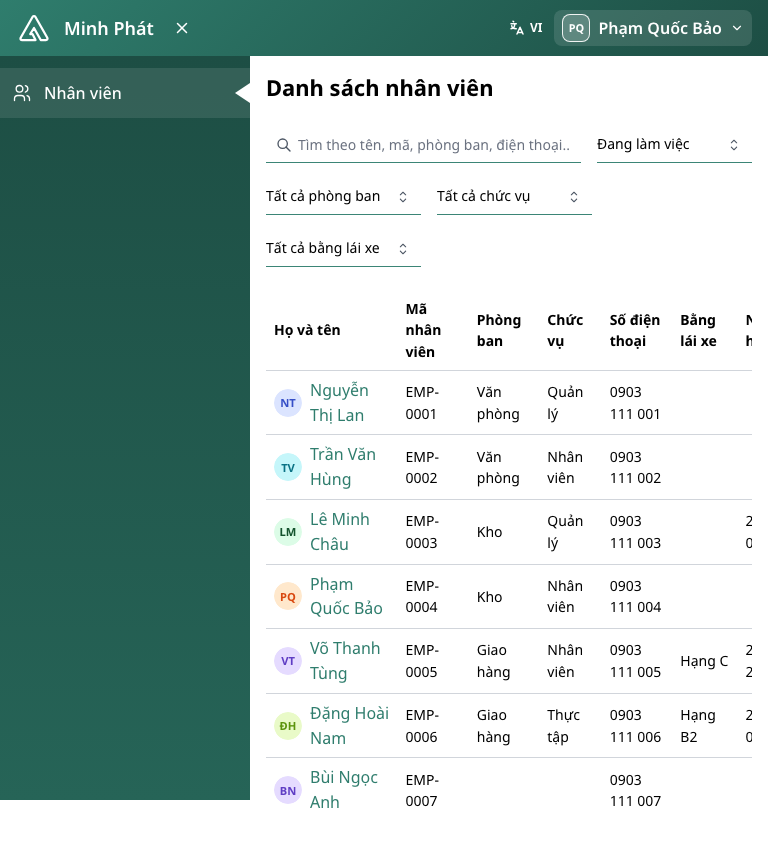 Minh Phát
VI
PQ
Phạm Quốc Bảo
Nhân viên
Danh sách nhân viên
Tìm theo tên, mã, phòng ban, điện thoại..
Đang làm việc
Tất cả phòng ban
Tất cả chức vụ
Tất cả bằng lái xe
Họ và tên
Mã
nhân
viên
Phòng
ban
Chức
vụ
Số điện
thoại
Bằng
lái xe
NT
Nguyễn
Thị Lan
EMP-
0001
Văn
phòng
Quản
lý
0903
111 001
TV
Trần Văn
Hùng
EMP-
0002
Văn
phòng
Nhân
viên
0903
111 002
LM
Lê Minh
Châu
EMP-
0003
Kho
Quản
lý
0903
111 003
PQ
Phạm
Quốc Bảo
EMP-
0004
Kho
Nhân
viên
0903
111 004
VT
Võ Thanh
Tùng
EMP-
0005
Giao
hàng
Nhân
viên
0903
111 005
Hạng C
ĐH
Đặng Hoài
Nam
EMP-
0006
Giao
hàng
Thực
tập
0903
111 006
Hạng
B2
BN
Bùi Ngọc
Anh
EMP-
0007
0903
111 007